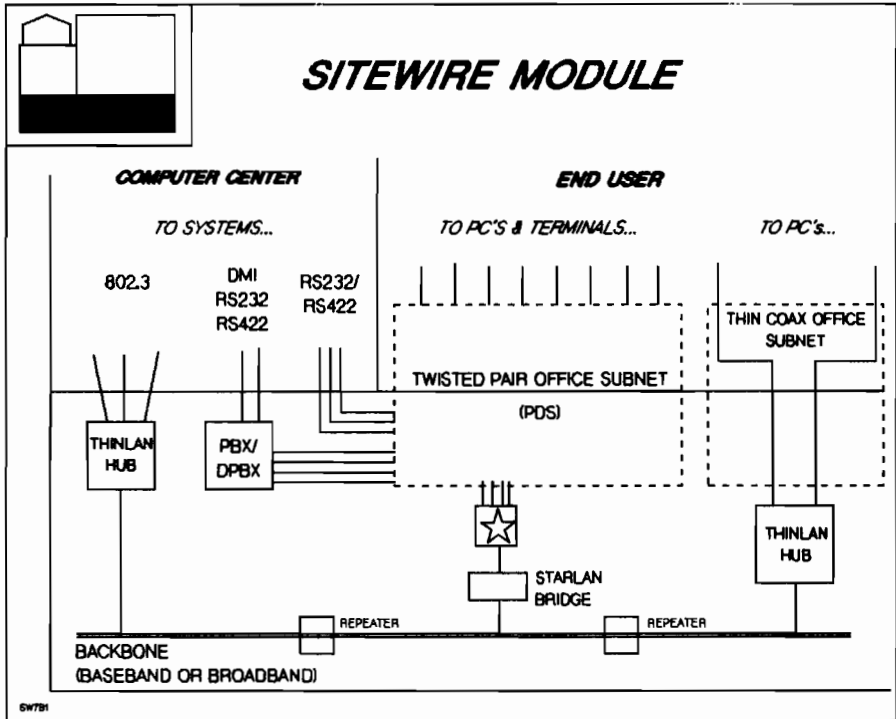 SITEWIRE MODULE
COMPUTER CENTER
END USER
TO SYSTEMS...
TO PC'S & TERMINALS...
TO PC's...
802.3
DMI
RS232
RS422
RS232/
RS422
THIN COAX OFFICE
SUBNET
TWISTED PAIR OFFICE SUBNET
(PDS)
THINLAN
HUB
PBX/
DPBX
THINLAN
HUB
STARLAN
BRIDGE
REPEATER
REPEATER
BACKBONE
(BASEBAND OR BROADBAND)
SW7B1